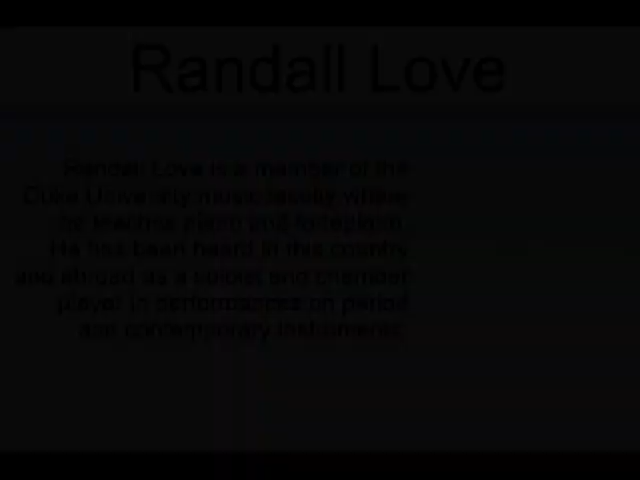 Randall Love
Randall Love is a member of the
Duke University music faculty where
he teaches piano and fortepiano.
He has been heard in this country
and abroad as a soloist and chamber
player in performances on period
and contemporary instruments.